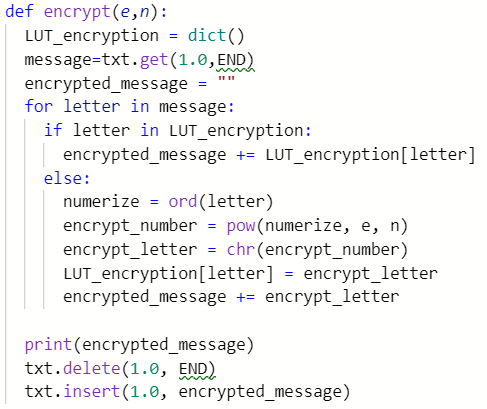 def encrypt(e,n):
  LUT_encryption = dict()
  message=txt.get(1.0,END)
  encrypted_message = ""
  for letter in message:
    if letter in LUT_encryption:
      encrypted_message += LUT_encryption[letter]
    else:
      numerize = ord(letter)
      encrypt_number = pow(numerize, e, n)
      encrypt_letter = chr(encrypt_number)
      LUT_encryption[letter] = encrypt_letter
      encrypted_message += encrypt_letter

  print(encrypted_message)
  txt.delete(1.0, END)
  txt.insert(1.0, encrypted_message)